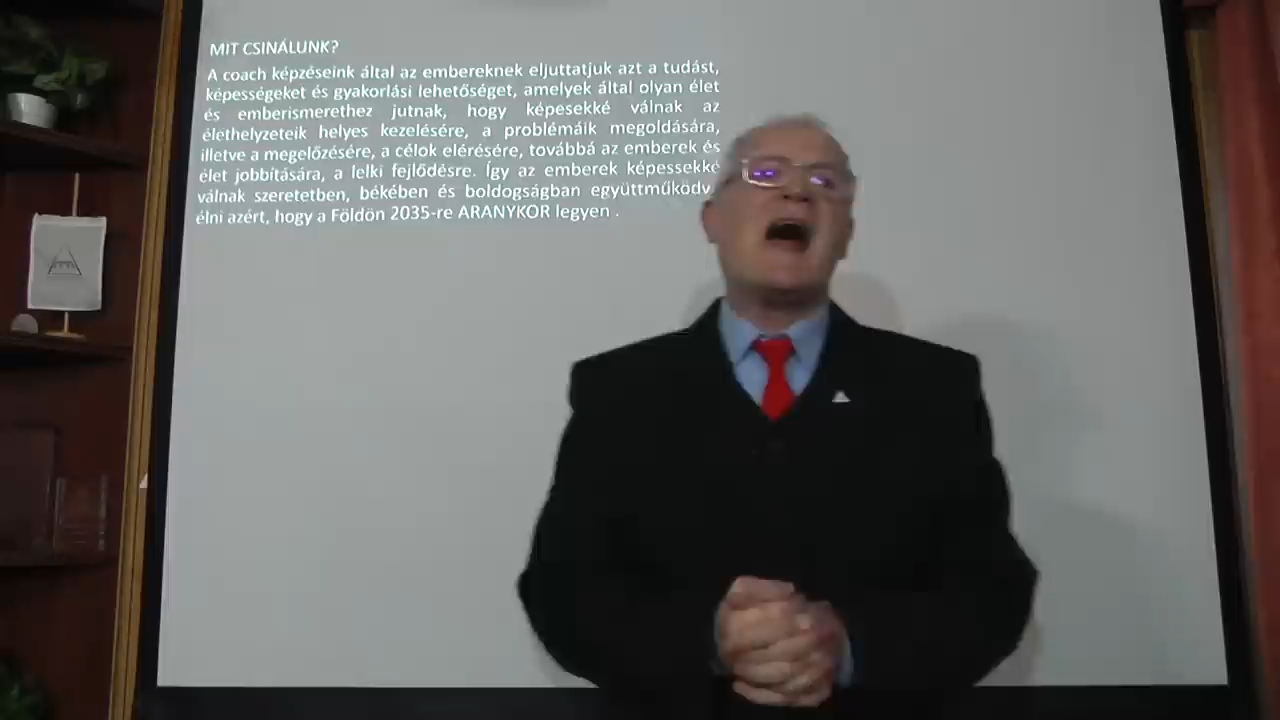 MIT CSINÁLUNK?
A coach képzéseink által az embereknek eljuttatjuk azt a tudást,
képességeket és gyakorlási lehetőséget, amelyek által olyan élet
és emberismerethez jutnak, hogy képesekké válnak az
élethelyzeteik helyes kezelésére, a problémáik megoldására,
illetve a megelőzésére, a célok elérésére, továbbá az emberek és
élet jobbítására, a lelki fejlődésre. Így az emberek képessekké
válnak szeretetben, békében és boldogságban együttműködv
élni azért, hogy a Földön 2035-re ARANYKOR legyen .